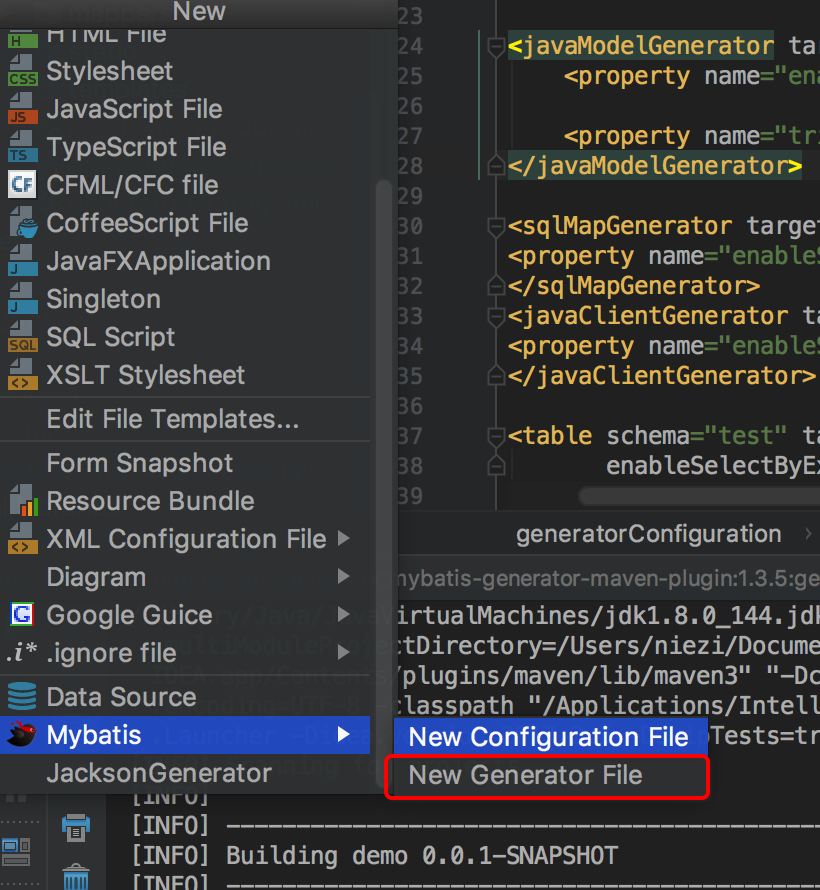 New
HTML File
Stylesheet
JavaScript File
TypeScript File
CFML/CFC file
CoffeeScript File
JavaFXApplication
Singleton
SQL Script
XSLT Stylesheet
Edit File Templates...
Form Snapshot
Resource Bundle
XML Configuration File
Diagram
Google Guice
.i* .ignore file
Data Source
Mybatis
JacksonGenerator
New Configuration File
New Generator File
23
24 <javaModelGenerator tar
25 <property name="ena
26
27 <property name="tri
28 </javaModelGenerator>
29
30 <sqlMapGenerator target
31 <property name="enableS
32 </sqlMapGenerator>
33 <javaClientGenerator ta
34 <property name="enableS
35 </javaClientGenerator>
36
37 <table schema="test" ta
38 enableSelectByEx
39
generatorConfiguration
mybatis-generator-maven-plugin:1.3.5:ge
VirtualMachines/jdk1.8.0_144.jdk
ctDirectory=/Users/niezi/Docume
/plugins/maven/lib/maven3" "-Dc
classpath "/Applications/Intell
pTests=tr
[INFO]
[INFO] ------------------------------------------
[INFO] Building demo 0.0.1-SNAPSHOT
[INFO] ------------------------------------------